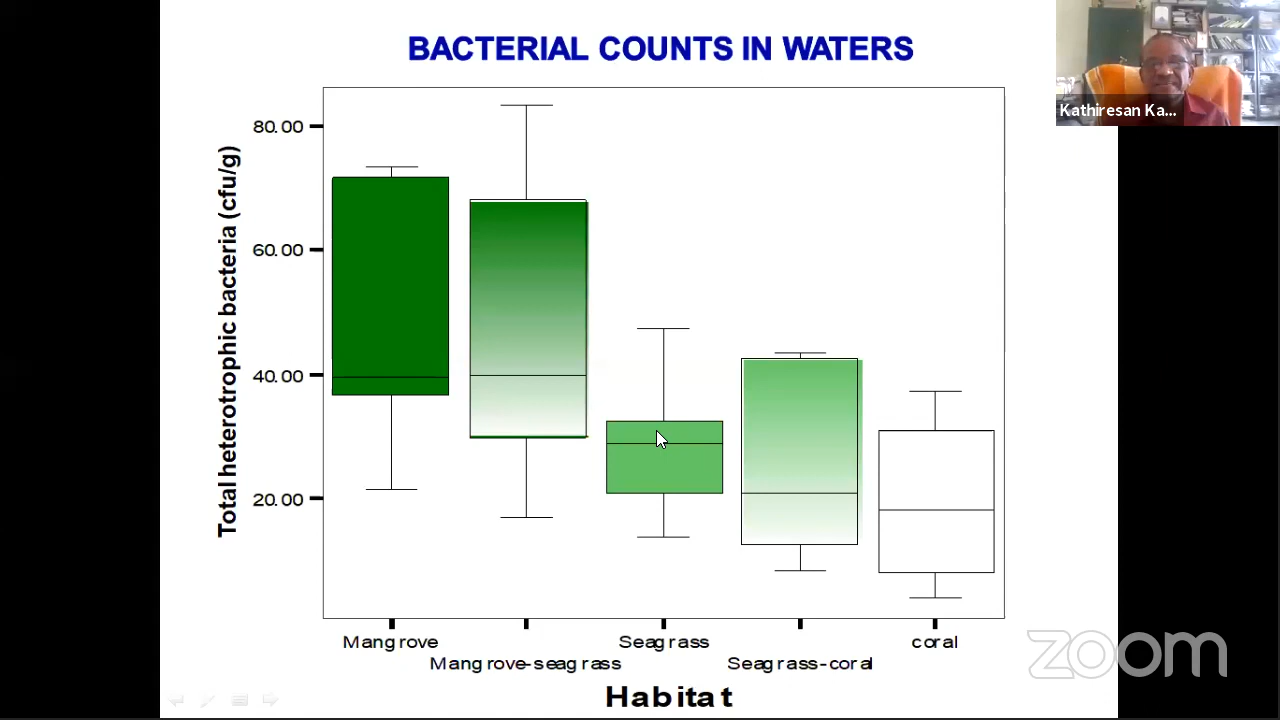 BACTERIAL COUNTS IN WATERS
Kathiresan Ka...
Total heterotrophic bacteria (cfu/g)
80.00
60.00
40.00
20.00
Mangrove
Mangrove-seagrass
Seagrass
Seagrass-coral
coral
Habitat
zoom